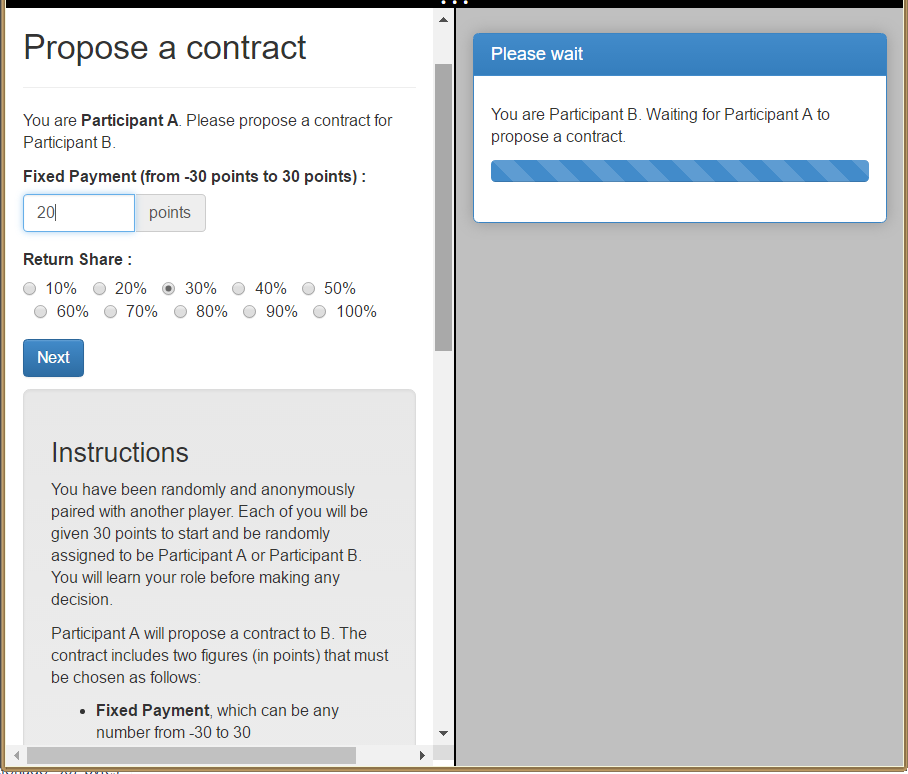 Propose a contract
You are Participant A. Please propose a contract for
Participant B.
Fixed Payment (from -30 points to 30 points) :
20 points
Return Share :
10% 20% 30% 40% 50%
60% 70% 80% 90% 100%
Next
Instructions
You have been randomly and anonymously
paired with another player. Each of you will be
given 30 points to start and be randomly
assigned to be Participant A or Participant B.
You will learn your role before making any
decision.
Participant A will propose a contract to B. The
contract includes two figures (in points) that must
be chosen as follows:
• Fixed Payment, which can be any
number from -30 to 30
Please wait
You are Participant B. Waiting for Participant A to
propose a contract.